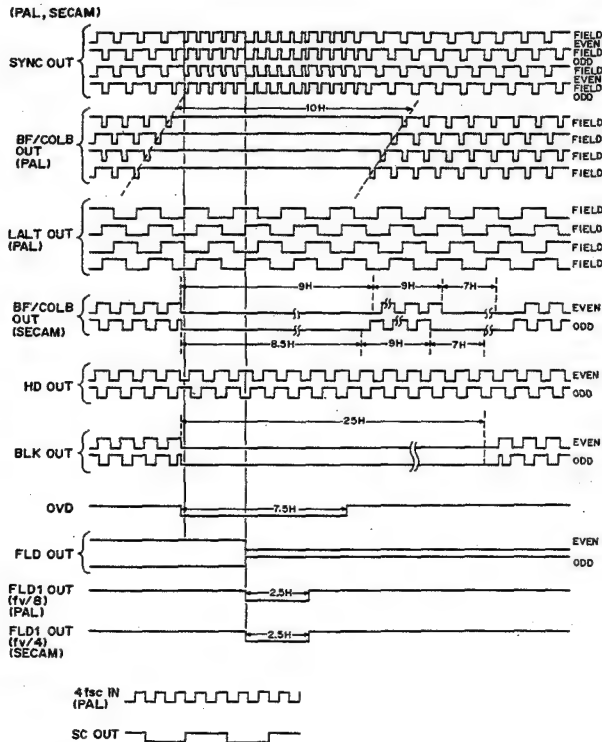 (PAL, SECAM)
SYNC OUT
FIELD
EVEN
FIELD
ODD
FIELD
EVEN
FIELD
ODD
10H
BF/COLB
OUT
(PAL)
FIELD
FIELD
FIELD
FIELD
LALT OUT
(PAL)
FIELD
FIELD
FIELD
FIELD
9H
9H
7H
BF/COLB
OUT
(SECAM)
EVEN
ODD
8.5H
9H
7H
HD OUT
EVEN
ODD
25H
BLK OUT
EVEN
ODD
OVD
7.5H
FLD OUT
EVEN
ODD
FLD1 OUT
(fv/8)
(PAL)
2.5H
FLD1 OUT
(fv/4)
(SECAM)
2.5H
4fsc IN
(PAL)
SC OUT